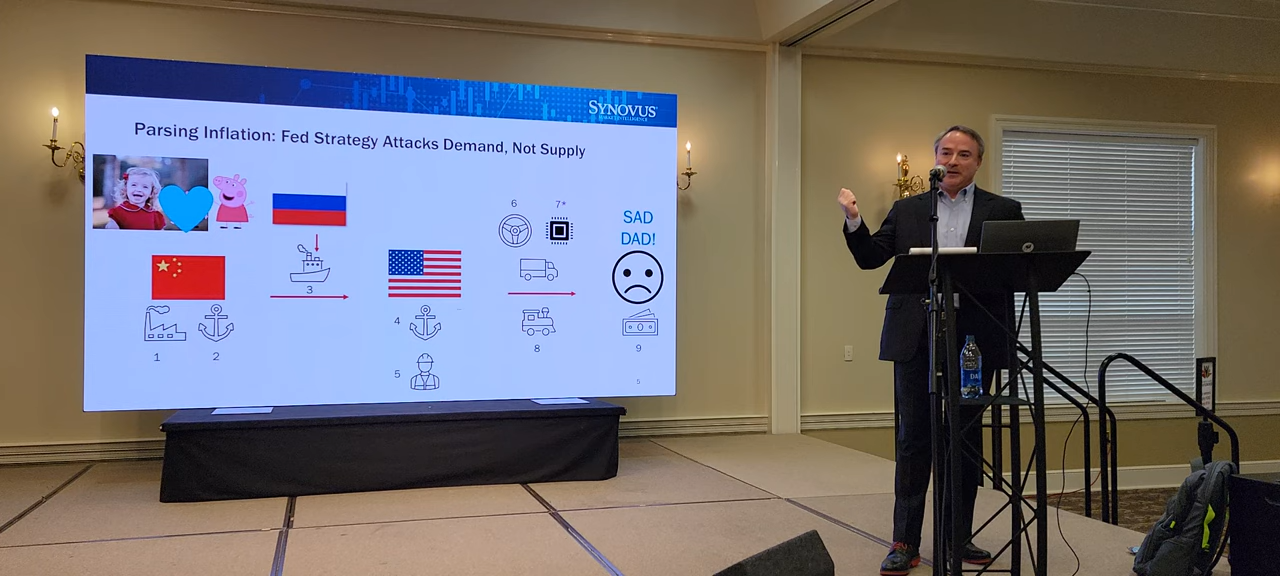 SYNOVUS
Parsing Inflation: Fed Strategy Attacks Demand, Not Supply
6
7*
SAD
DAD!
3
4
1
2
8
9
5
5
DA